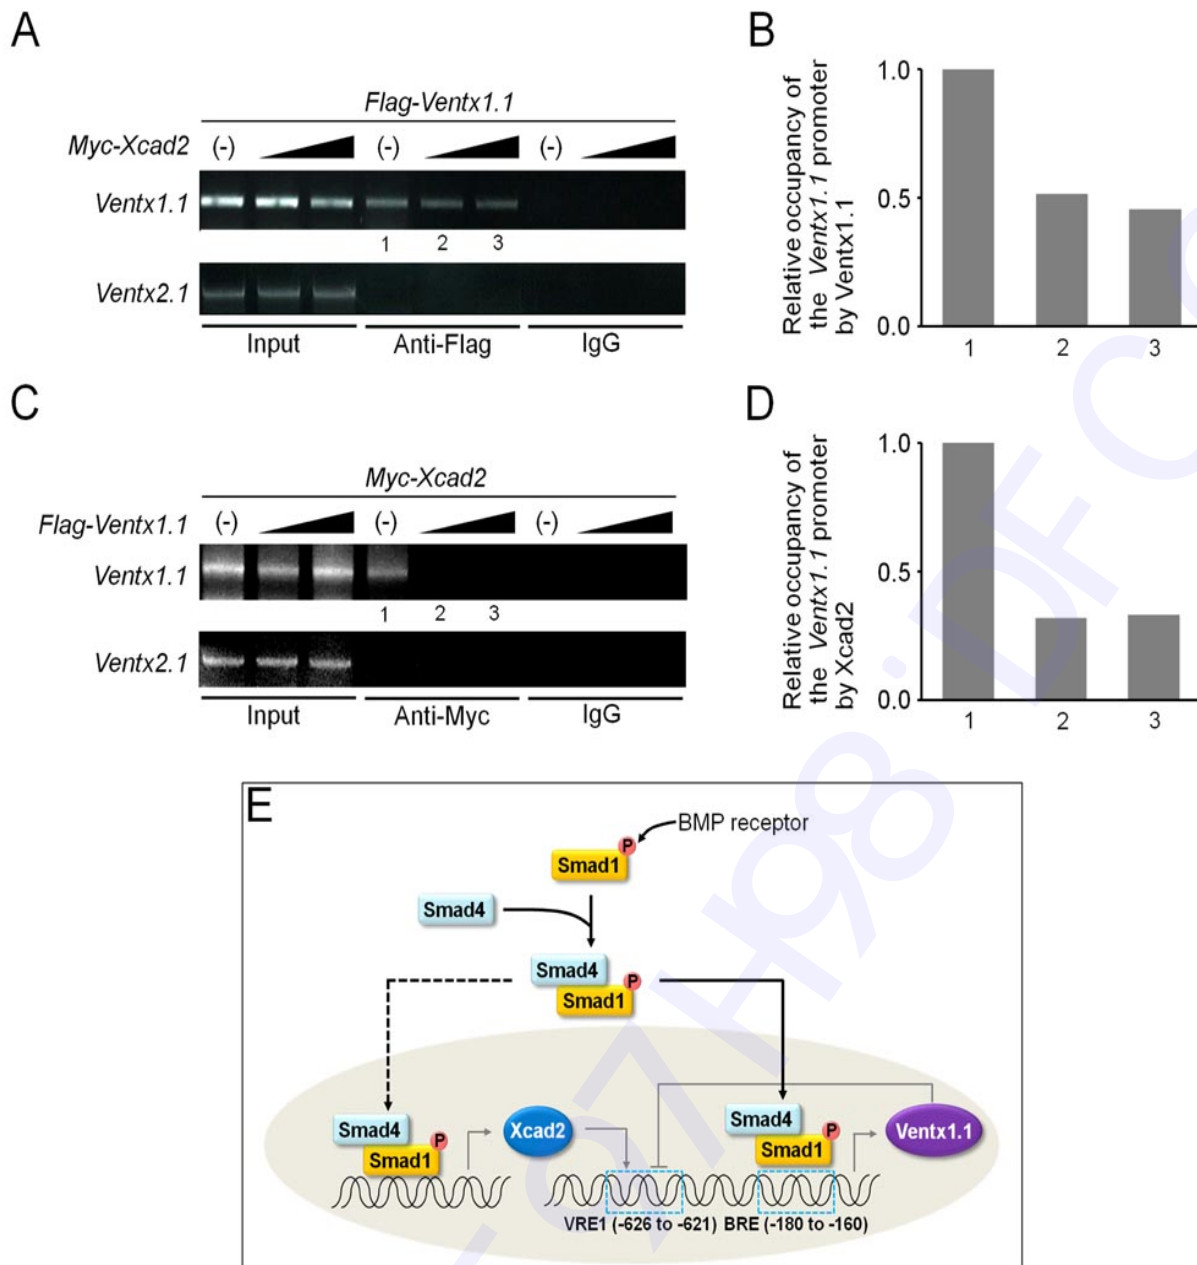 A
Flag-Ventx1.1
Myc-Xcad2 (-) (-) (-)
Ventx1.1
1 2 3
Ventx2.1
Input Anti-Flag IgG
B
Relative occupancy of
the Ventx1.1 promoter
by Ventx1.1
1.0
0.5
0.0
1 2 3
C
Myc-Xcad2
Flag-Ventx1.1 (-) (-) (-)
Ventx1.1
1 2 3
Ventx2.1
Input Anti-Myc IgG
D
Relative occupancy of
the Ventx1.1 promoter
by Xcad2
1.0
0.5
0.0
1 2 3
E
BMP receptor
P
Smad1
Smad4
Smad4
P
Smad1
Smad4
P
Smad1
Xcad2
Smad4
P
Smad1
Ventx1.1
VRE1 (-626 to -621) BRE (-180 to -160)